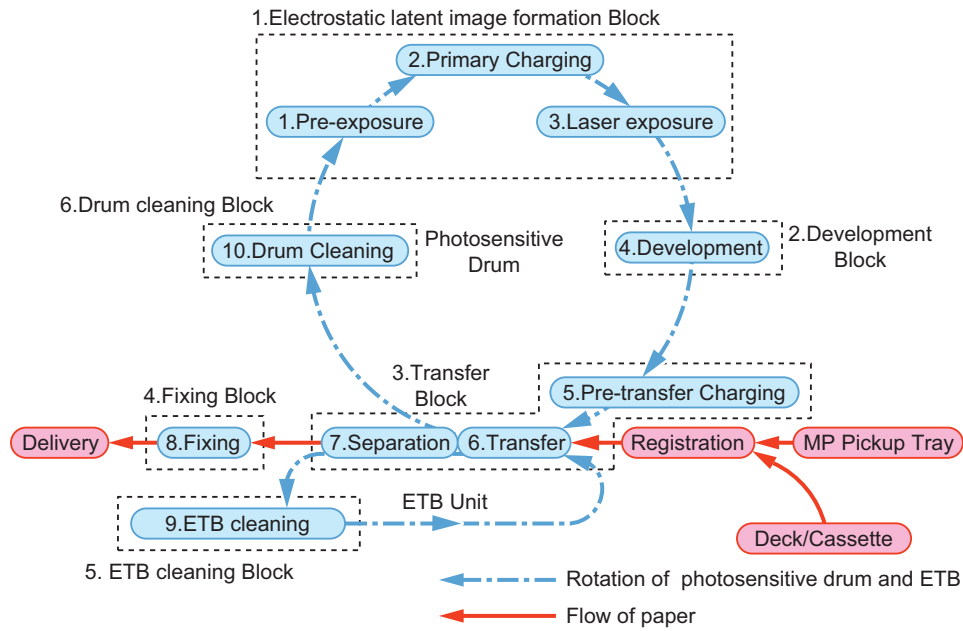 1.Electrostatic latent image formation Block
2.Primary Charging
1.Pre-exposure
3.Laser exposure
6.Drum cleaning Block
10.Drum Cleaning
Photosensitive
Drum
4.Development
2.Development
Block
3.Transfer
Block
5.Pre-transfer Charging
4.Fixing Block
Delivery
8.Fixing
7.Separation
6.Transfer
Registration
MP Pickup Tray
ETB Unit
9.ETB cleaning
Deck/Cassette
5. ETB cleaning Block
Rotation of photosensitive drum and ETB
Flow of paper